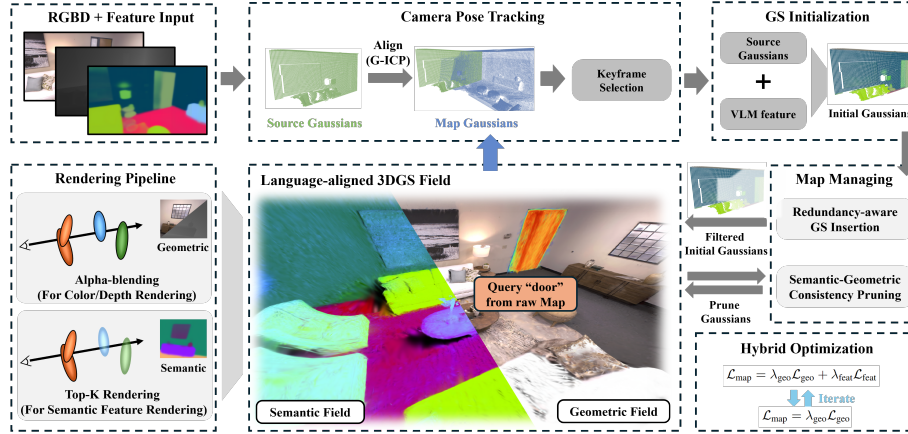 RGBD + Feature Input
Camera Pose Tracking
Align
(G-ICP)
Source Gaussians
Map Gaussians
Keyframe
Selection
GS Initialization
Source
Gaussians
+
VLM feature
Initial Gaussians
Rendering Pipeline
Geometric
Alpha-blending
(For Color/Depth Rendering)
Semantic
Top-K Rendering
(For Semantic Feature Rendering)
Language-aligned 3DGS Field
Query “door”
from raw Map
Semantic Field
Geometric Field
Filtered
Initial Gaussians
Prune
Gaussians
Map Managing
Redundancy-aware
GS Insertion
Semantic-Geometric
Consistency Pruning
Hybrid Optimization
ℒmap = λgeoℒgeo + λfeatℒfeat
Iterate
ℒmap = λgeoℒgeo